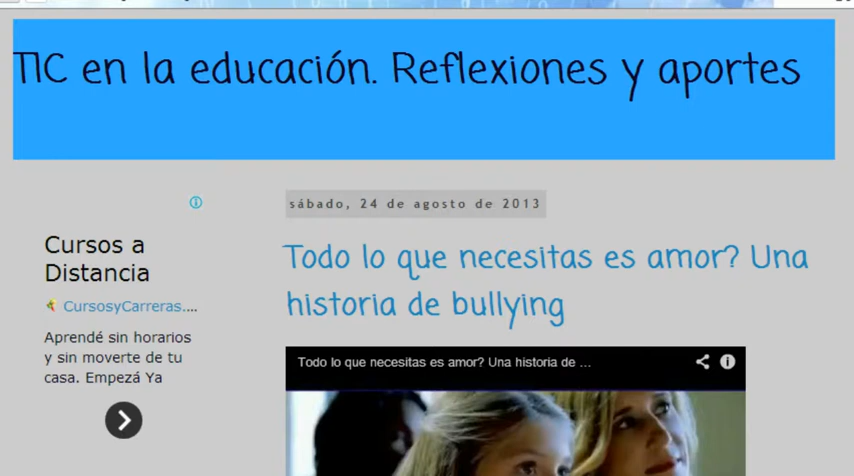 TIC en la educación. Reflexiones y aportes
sábado, 24 de agosto de 2013
Todo lo que necesitas es amor? Una
historia de bullying
Cursos a
Distancia
CursosyCarreras....
Aprendé sin horarios
y sin moverte de tu
casa. Empezá Ya
Todo lo que necesitas es amor? Una historia de ...